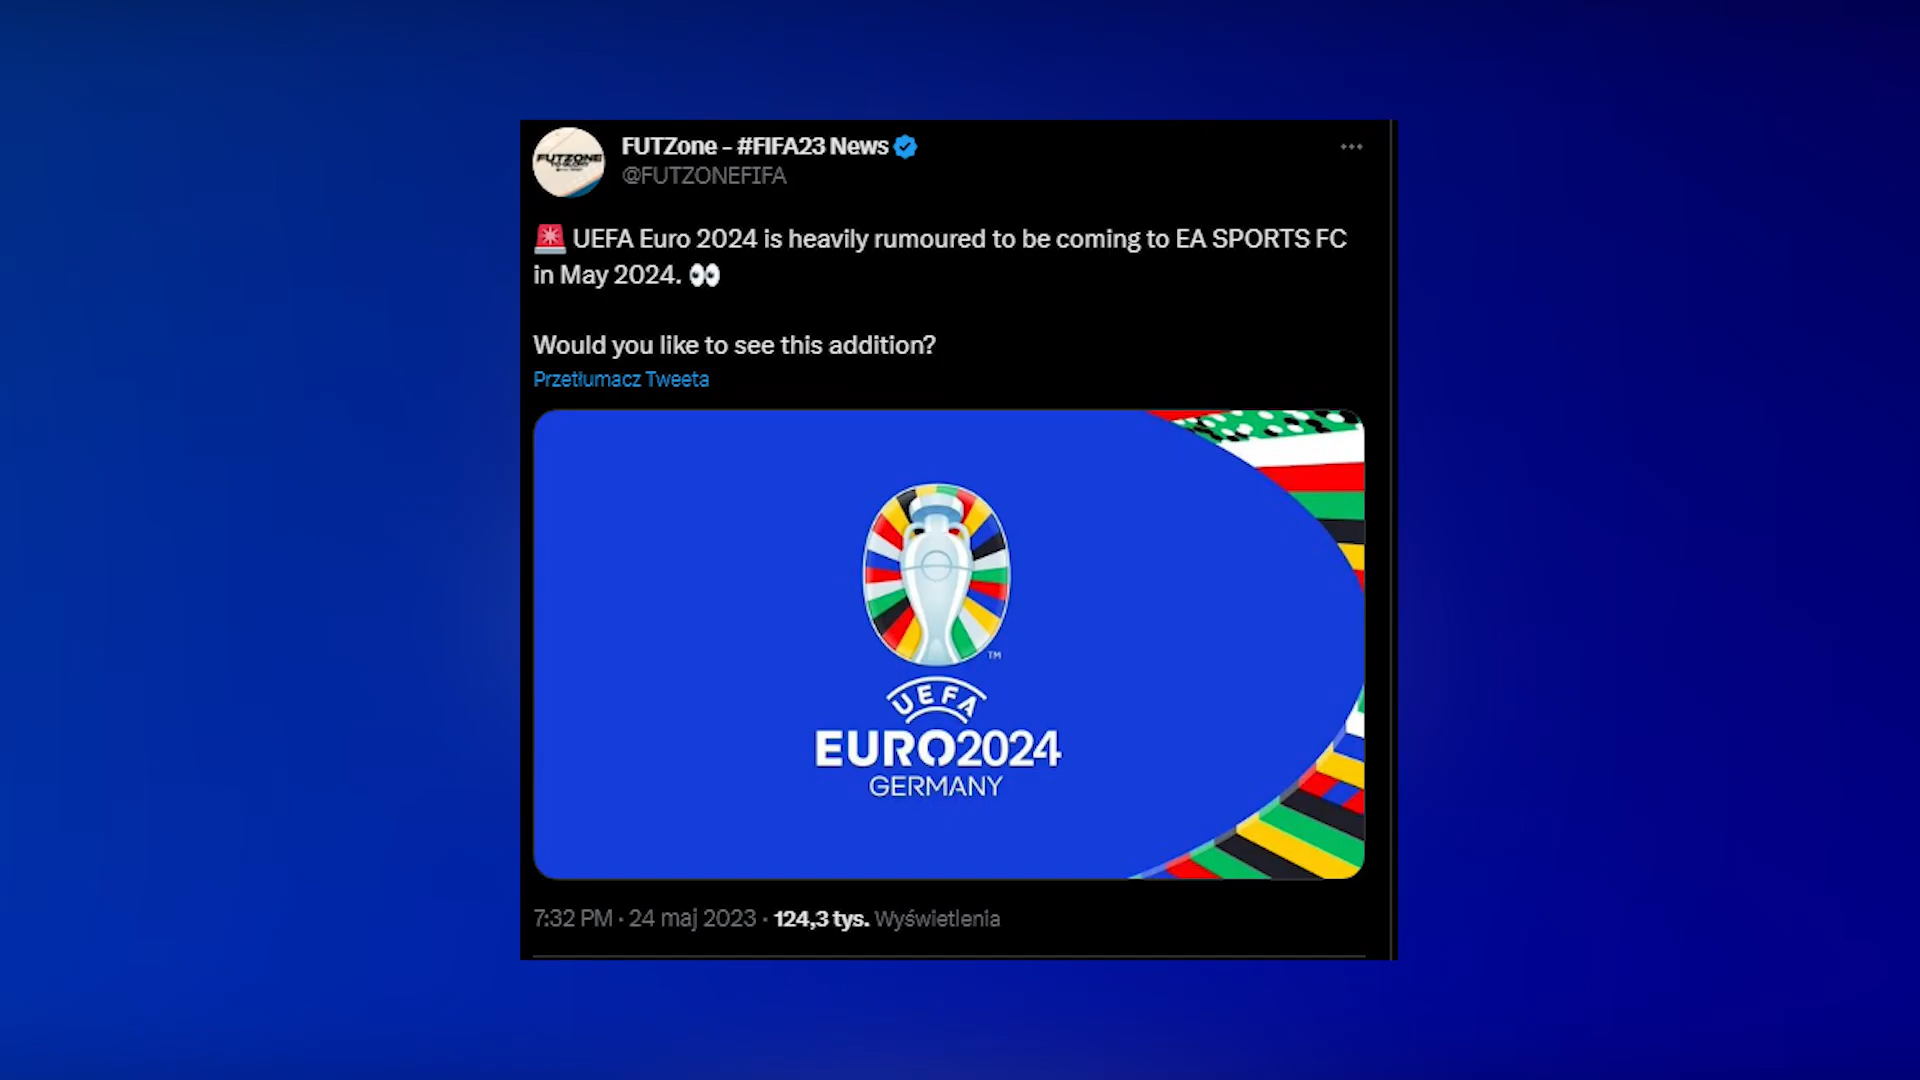 FUTZONE
FUTZone - #FIFA23 News
@FUTZONEFIFA
🚨 UEFA Euro 2024 is heavily rumoured to be coming to EA SPORTS FC
in May 2024. 👀
Would you like to see this addition?
Przetłumacz Tweeta
TM
UEFA
EURO2024
GERMANY
7:32 PM · 24 maj 2023 · 124,3 tys. Wyświetlenia